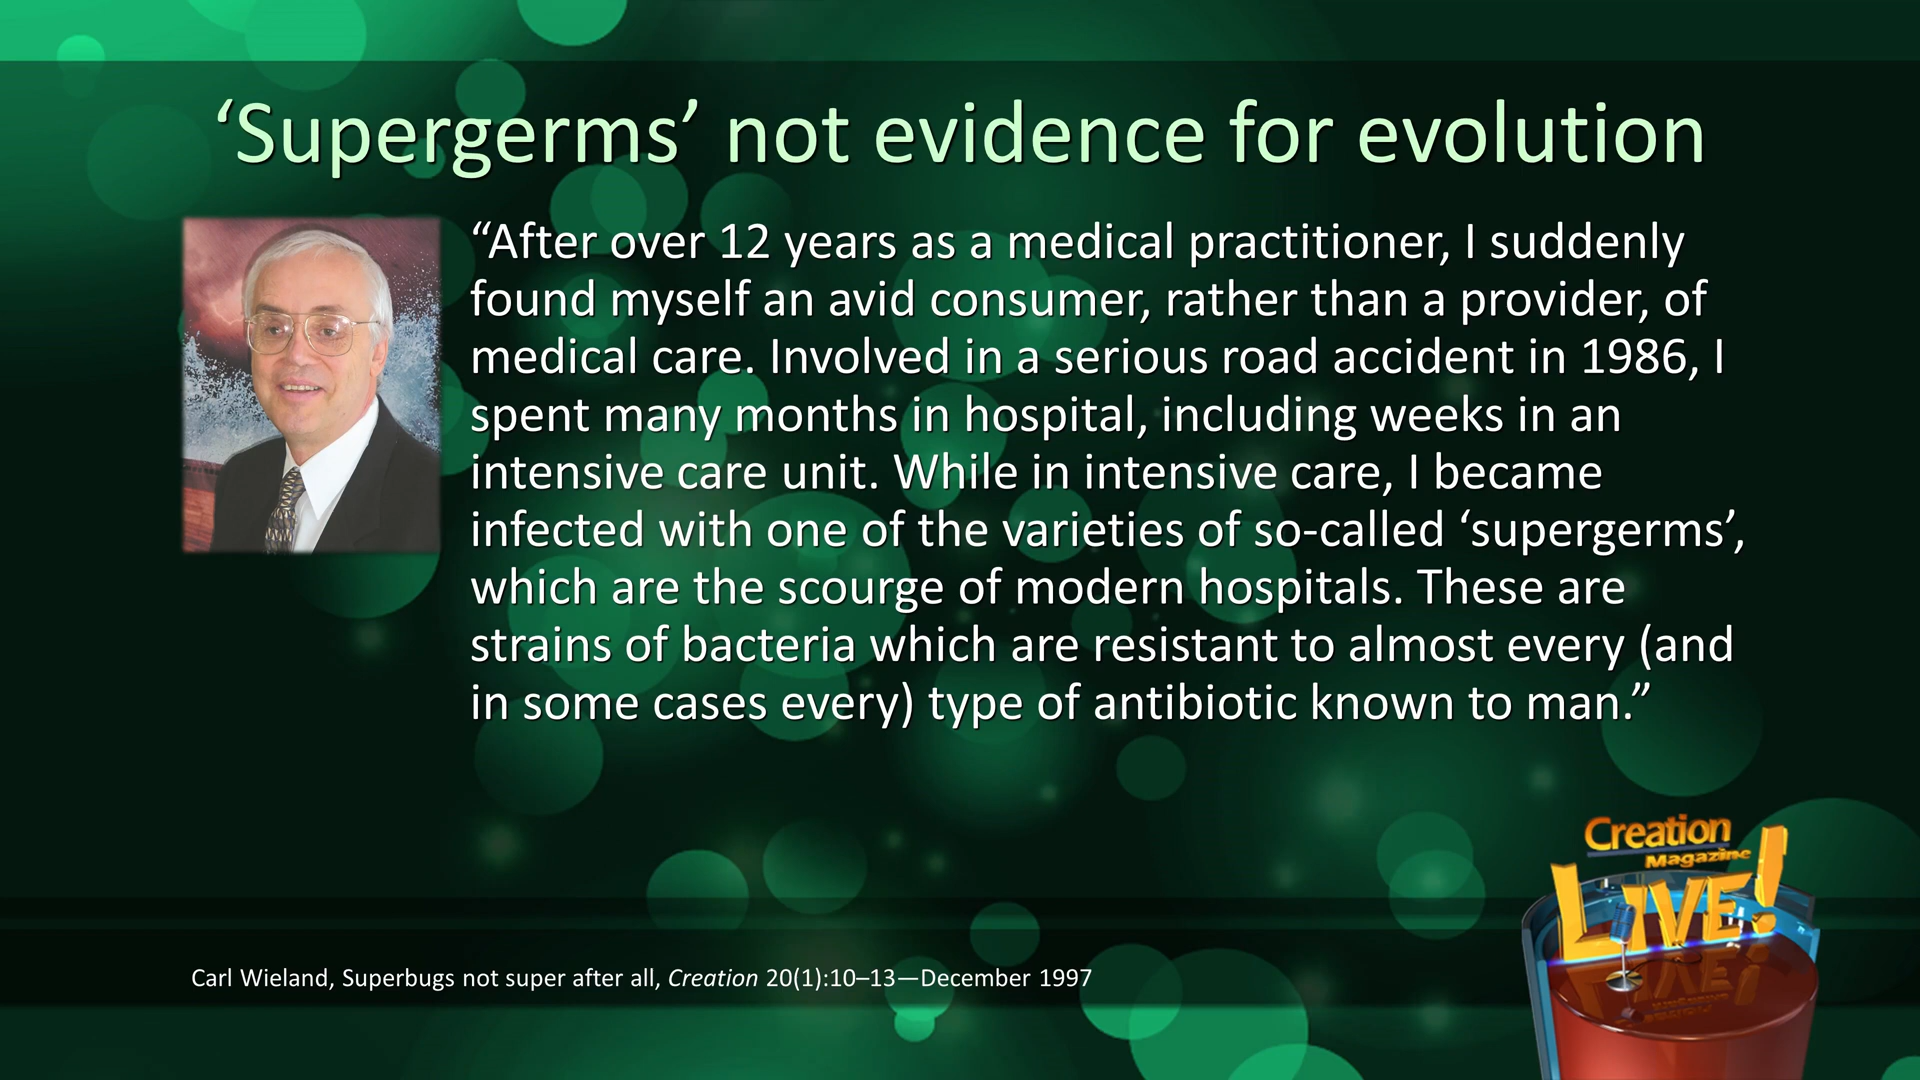 ‘Supergerms’ not evidence for evolution
“After over 12 years as a medical practitioner, I suddenly
found myself an avid consumer, rather than a provider, of
medical care. Involved in a serious road accident in 1986, I
spent many months in hospital, including weeks in an
intensive care unit. While in intensive care, I became
infected with one of the varieties of so-called ‘supergerms’,
which are the scourge of modern hospitals. These are
strains of bacteria which are resistant to almost every (and
in some cases every) type of antibiotic known to man.”
Creation
Magazine
LIVE!
Carl Wieland, Superbugs not super after all, Creation 20(1):10–13—December 1997